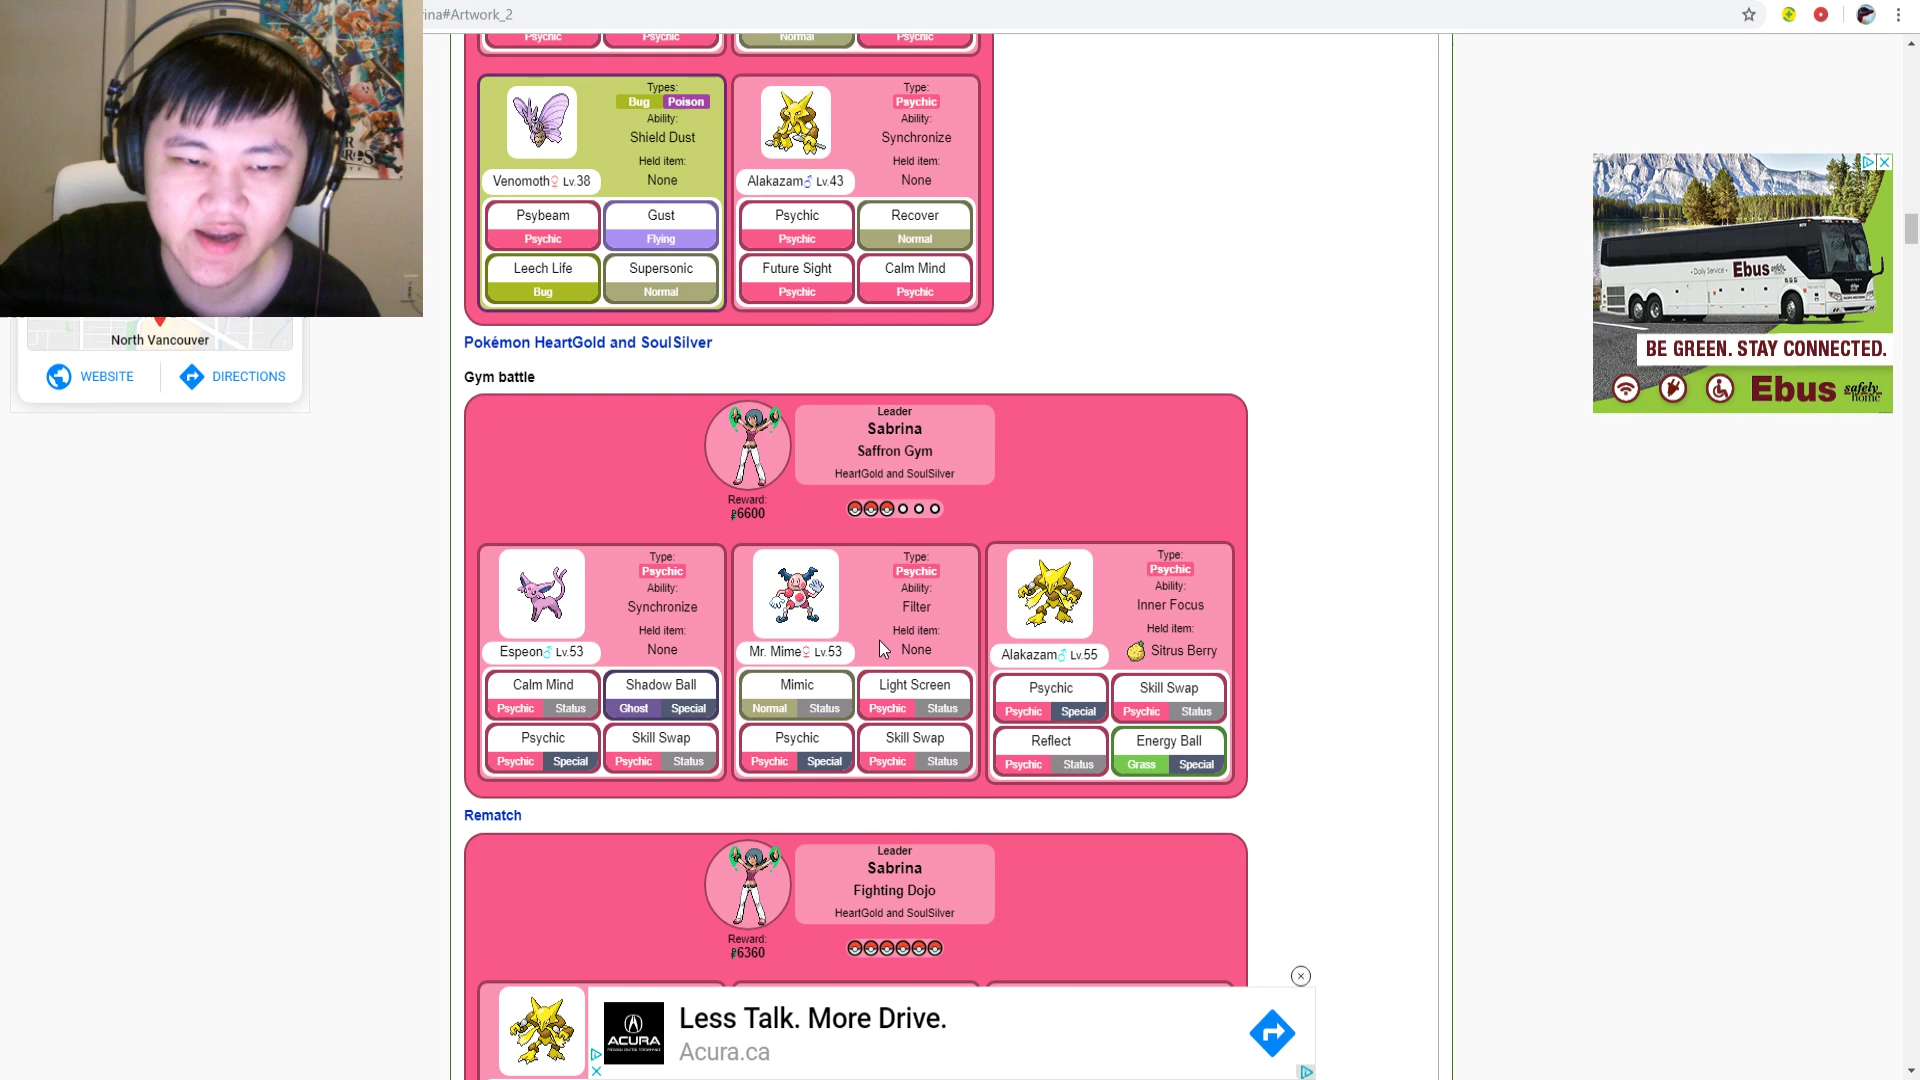 rina#Artwork_2
Psychic Psychic Normal Psychic
Types:
Bug Poison
Ability:
Shield Dust
Held item:
None
Venomoth♀ Lv.38
Psybeam
Psychic
Gust
Flying
Leech Life
Bug
Supersonic
Normal
Type:
Psychic
Ability:
Synchronize
Held item:
None
Alakazam♂ Lv.43
Psychic
Psychic
Recover
Normal
Future Sight
Psychic
Calm Mind
Psychic
North Vancouver
WEBSITE DIRECTIONS
Pokémon HeartGold and SoulSilver
Gym battle
Leader
Sabrina
Saffron Gym
HeartGold and SoulSilver
Reward:
₽6600
Type:
Psychic
Ability:
Synchronize
Held item:
None
Espeon♂ Lv.53
Calm Mind
Psychic Status
Shadow Ball
Ghost Special
Psychic
Psychic Special
Skill Swap
Psychic Status
Type:
Psychic
Ability:
Filter
Held item:
None
Mr. Mime♀ Lv.53
Mimic
Normal Status
Light Screen
Psychic Status
Psychic
Psychic Special
Skill Swap
Psychic Status
Type:
Psychic
Ability:
Inner Focus
Held item:
Sitrus Berry
Alakazam♂ Lv.55
Psychic
Psychic Special
Skill Swap
Psychic Status
Reflect
Psychic Status
Energy Ball
Grass Special
Rematch
Leader
Sabrina
Fighting Dojo
HeartGold and SoulSilver
Reward:
₽6360
ACURA
Less Talk. More Drive.
Acura.ca
• Daily Service • Ebus
BE GREEN. STAY CONNECTED.
Ebus safely home